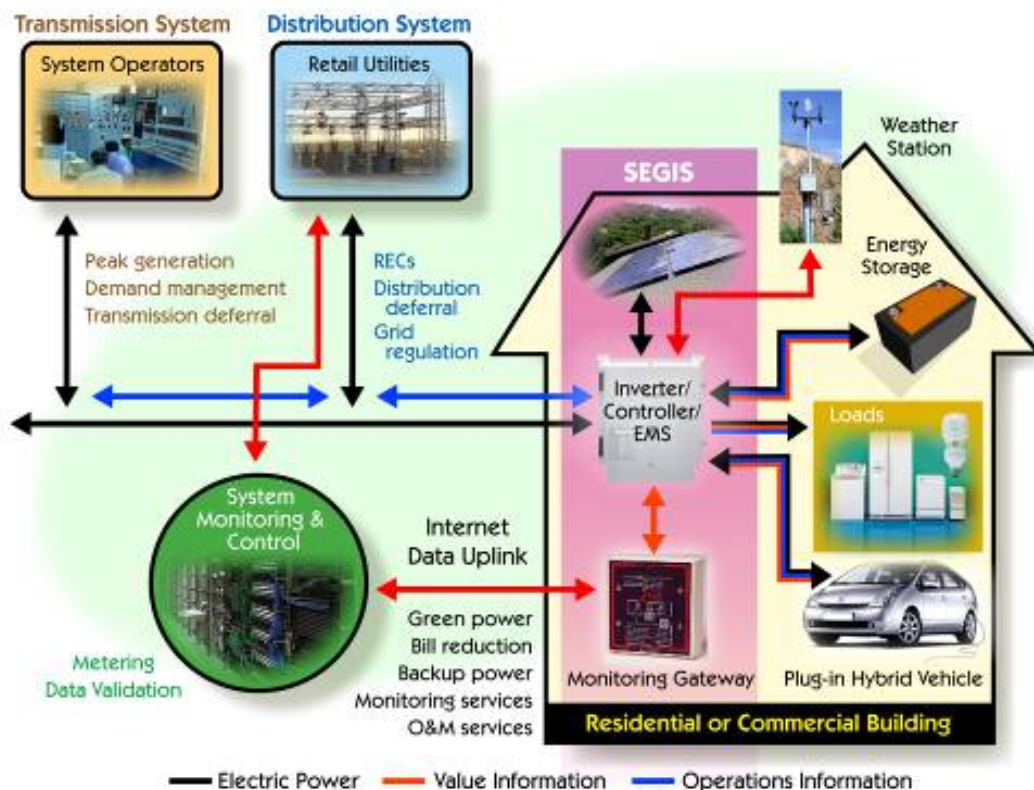 Transmission System
Distribution System
System Operators
Retail Utilities
Peak generation
Demand management
Transmission deferral
RECs
Distribution
deferral
Grid
regulation
SEGIS
Weather
Station
Energy
Storage
Inverter/
Controller/
EMS
Loads
System
Monitoring &
Control
Internet
Data Uplink
Green power
Bill reduction
Backup power
Monitoring services
O&M services
Metering
Data Validation
Monitoring Gateway
Plug-in Hybrid Vehicle
Residential or Commercial Building
Electric Power
Value Information
Operations Information